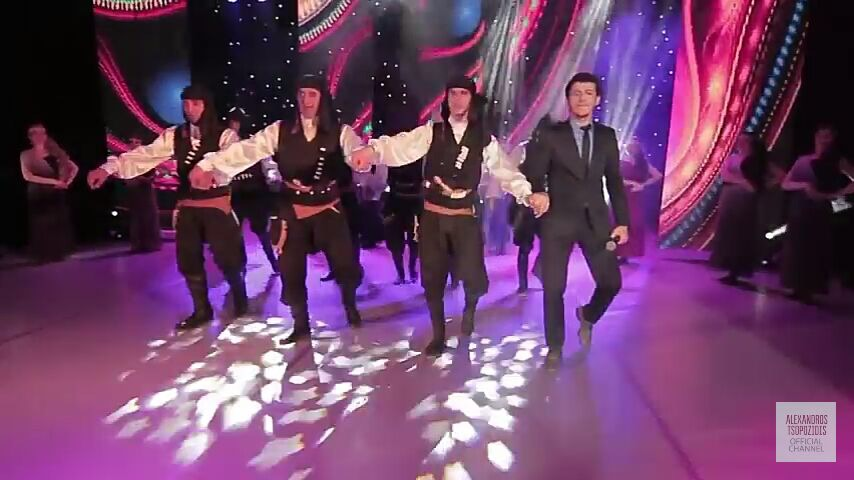 ALEXANDROS
TSOPOZIDIS
OFFICIAL
CHANNEL